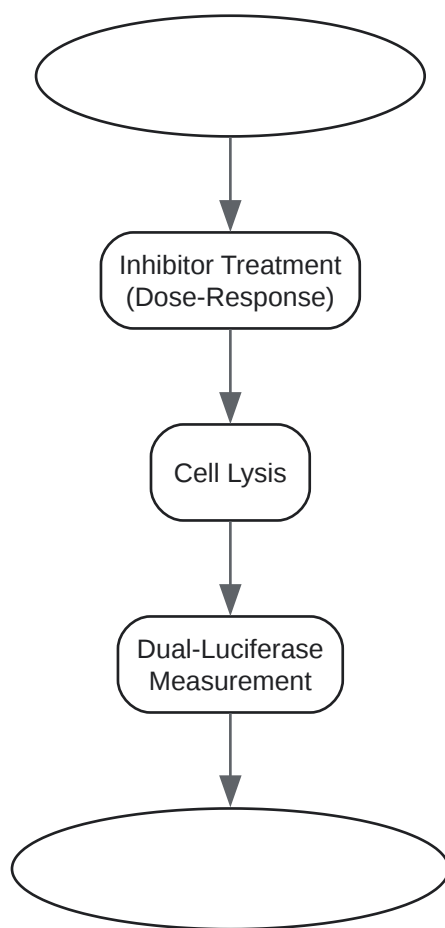 Inhibitor Treatment
(Dose-Response)
Cell Lysis
Dual-Luciferase
Measurement